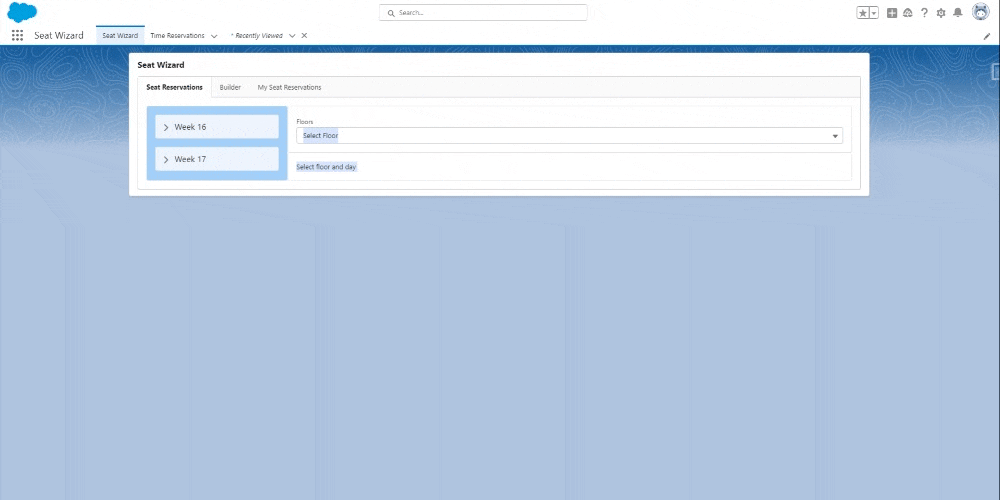 Search...
Seat Wizard
Seat Wizard
Time Reservations
* Recently Viewed
Seat Wizard
Seat Reservations
Builder
My Seat Reservations
Week 16
Week 17
Floors
Select Floor
Select floor and day